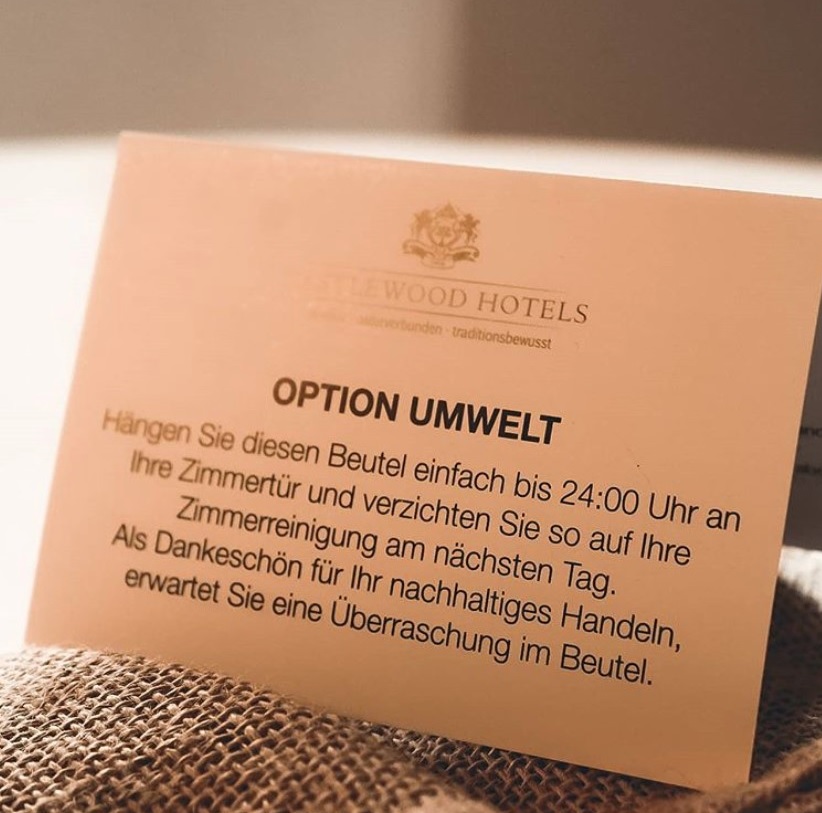 HOTELS
naturverbunden · traditionsbewusst
OPTION UMWELT
Hängen Sie diesen Beutel einfach bis 24:00 Uhr an
Ihre Zimmertür und verzichten Sie so auf Ihre
Zimmerreinigung am nächsten Tag.
Als Dankeschön für Ihr nachhaltiges Handeln,
erwartet Sie eine Überraschung im Beutel.